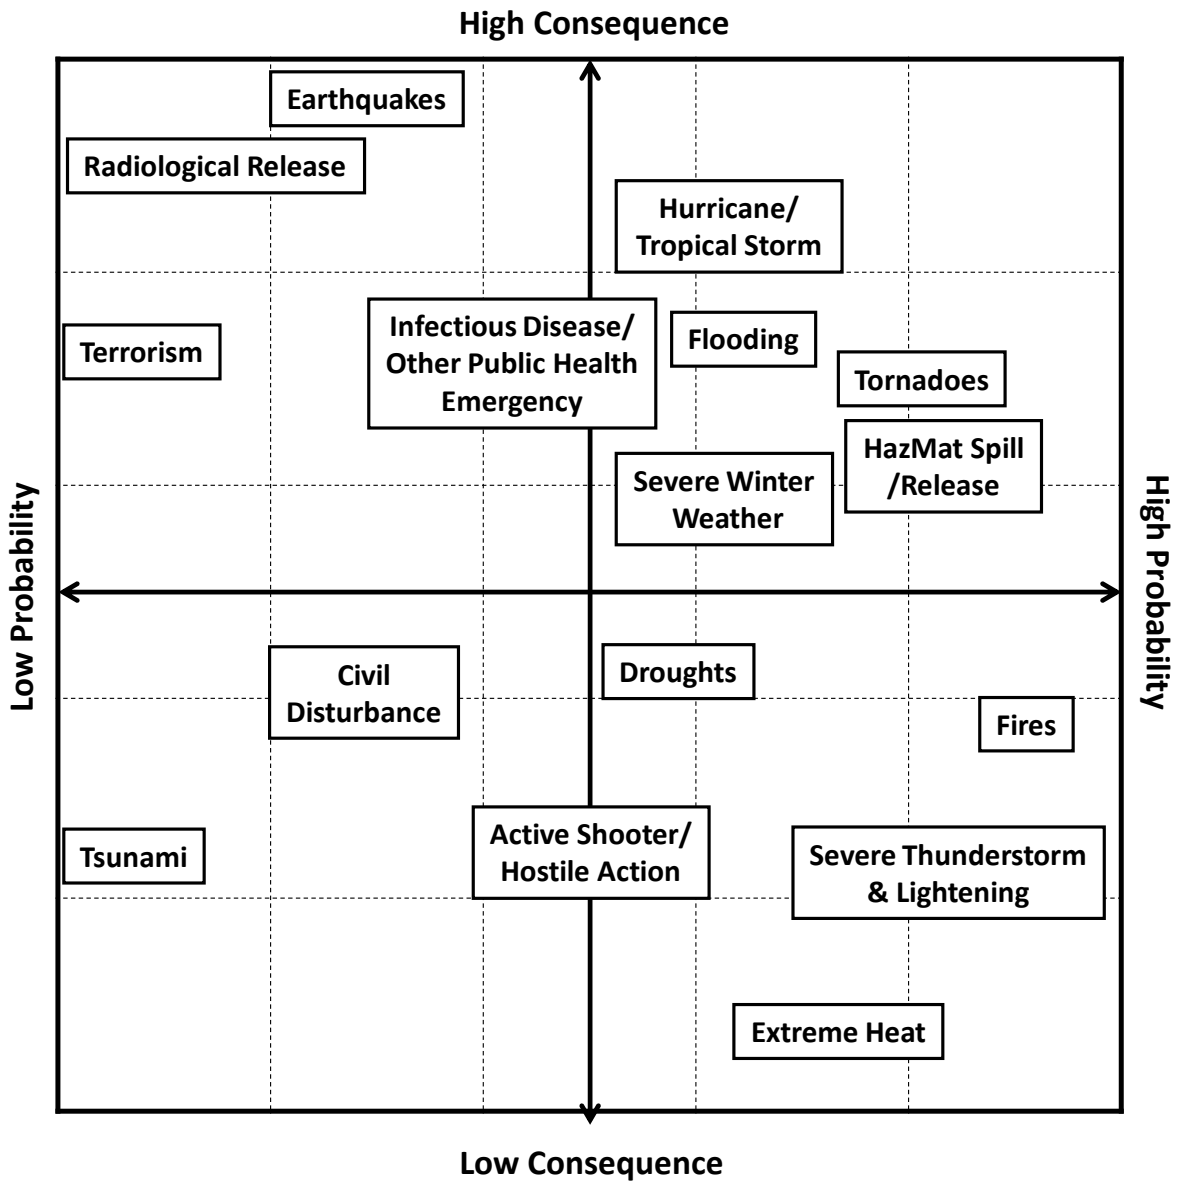 High Consequence
Earthquakes
Radiological Release
Hurricane/
Tropical Storm
Infectious Disease/
Other Public Health
Emergency
Flooding
Terrorism
Tornadoes
HazMat Spill
/Release
Severe Winter
Weather
Low Probability
High Probability
Civil
Disturbance
Droughts
Fires
Active Shooter/
Hostile Action
Tsunami
Severe Thunderstorm
& Lightening
Extreme Heat
Low Consequence